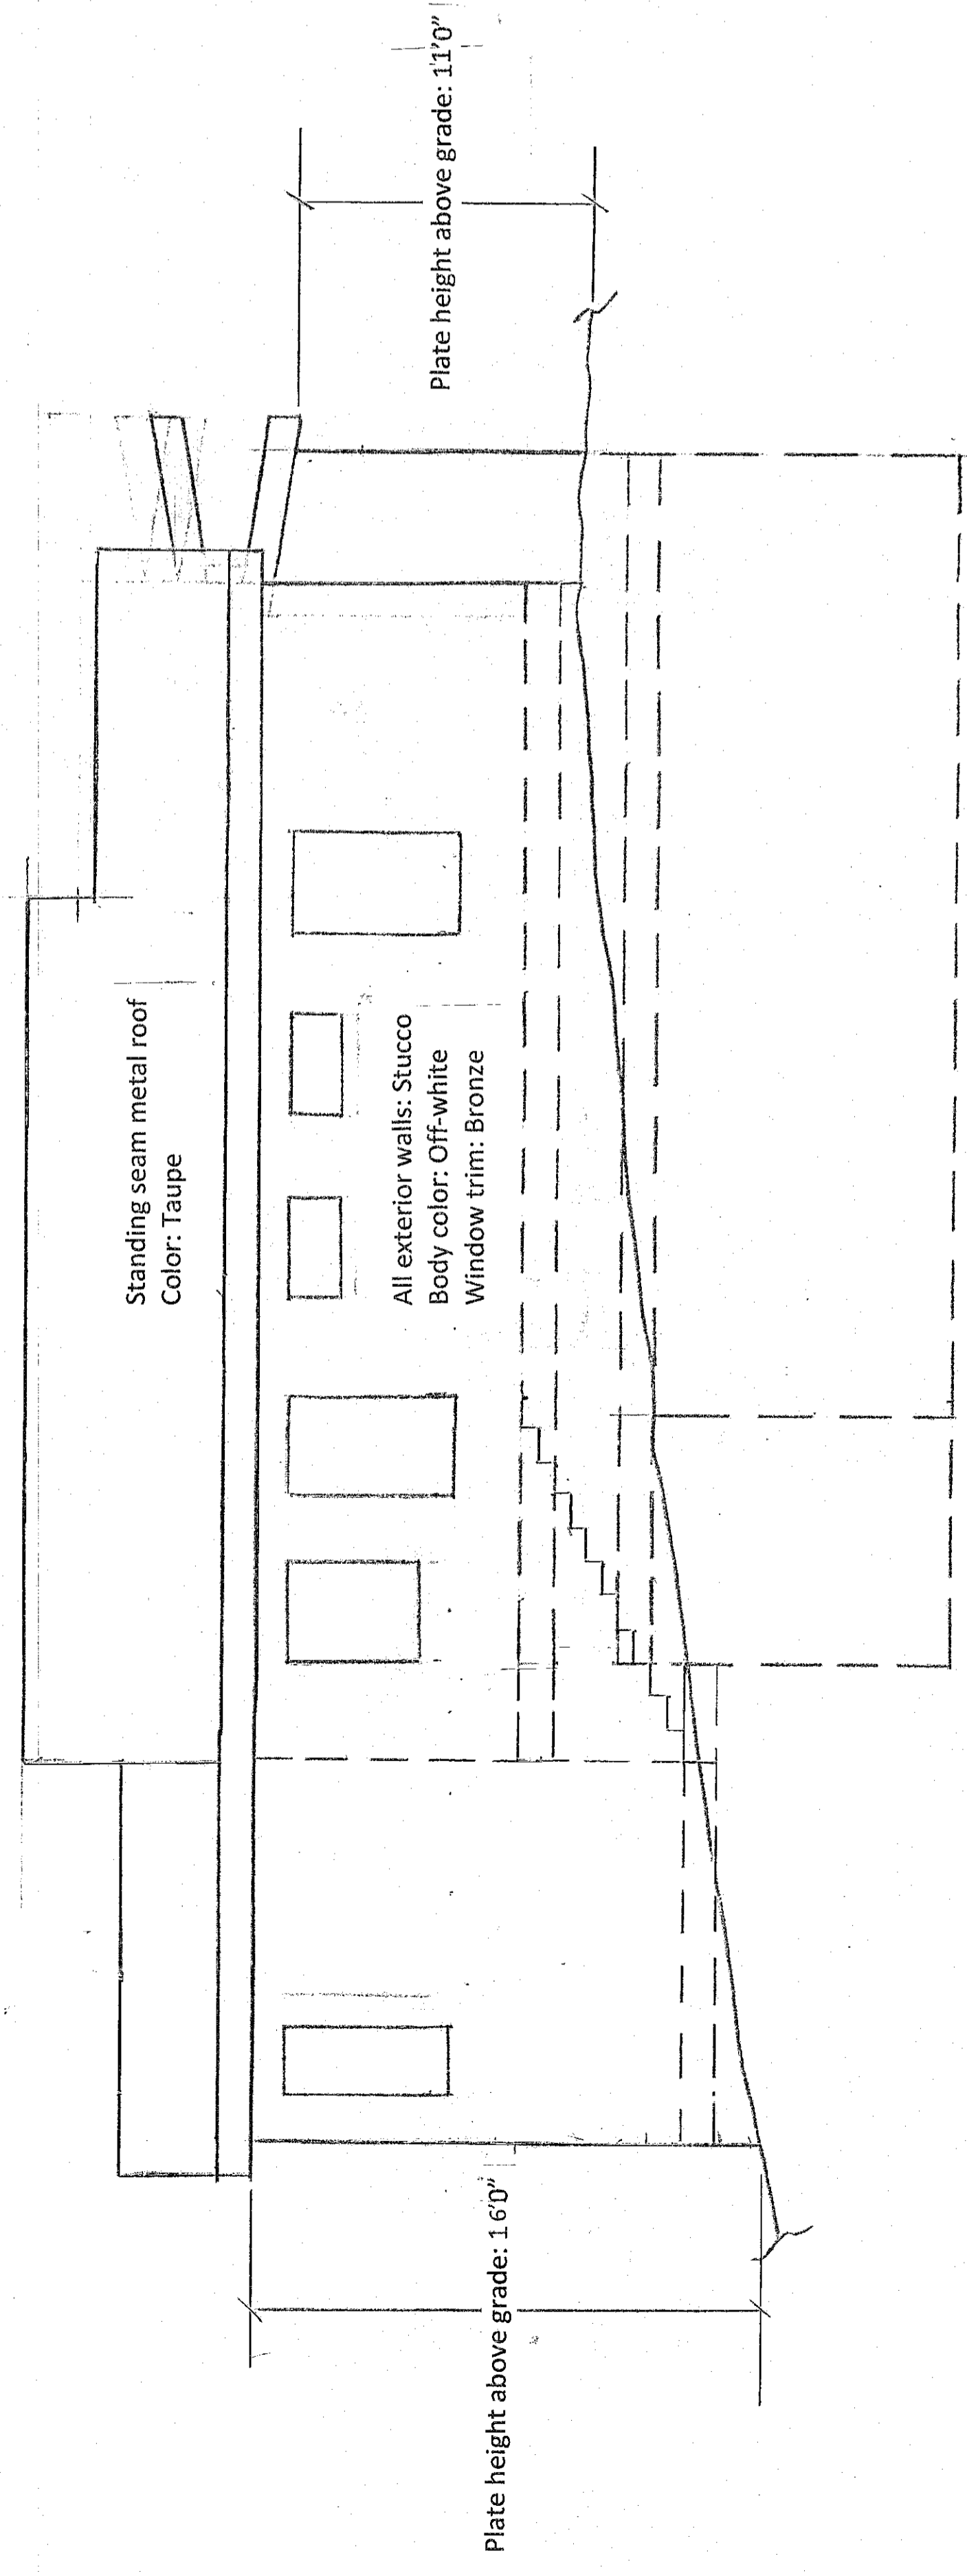 Standing seam metal roof
Color: Taupe
All exterior walls: Stucco
Body color: Off-white
Window trim: Bronze
Plate height above grade: 16'0"
Plate height above grade: 11'0"